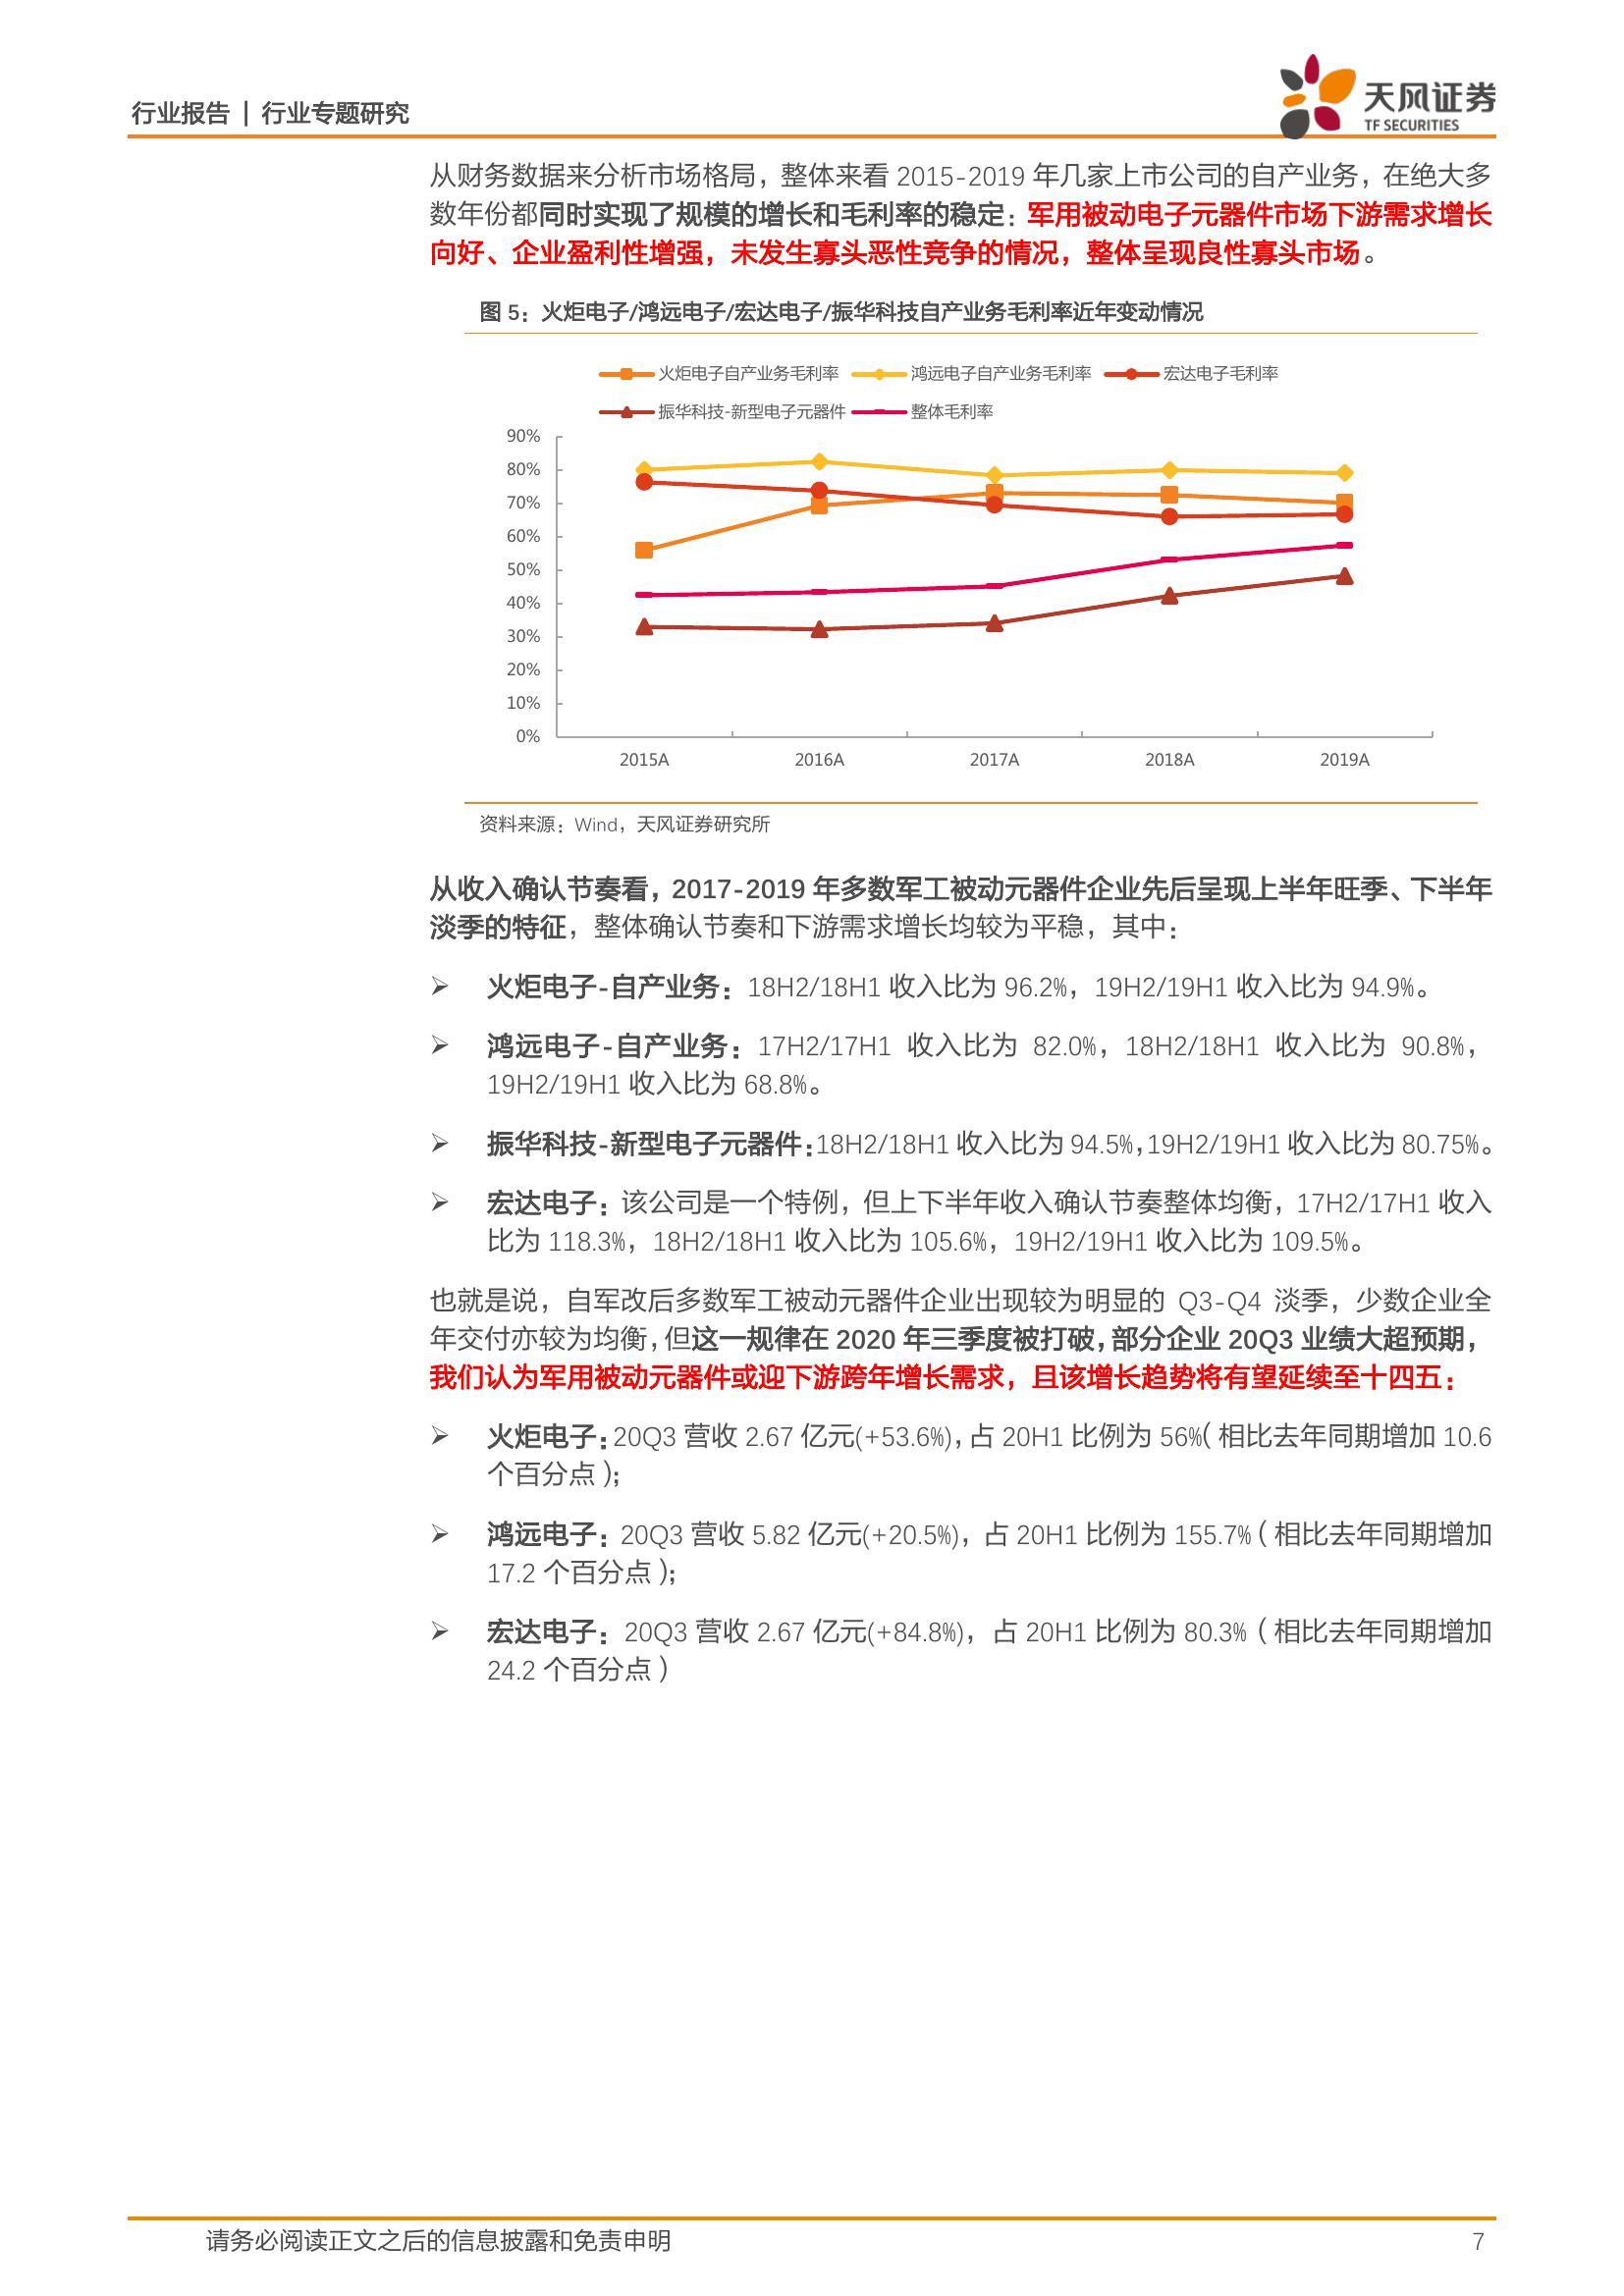 行业报告 | 行业专题研究
天风证券
TF SECURITIES
从财务数据来分析市场格局，整体来看 2015-2019 年几家上市公司的自产业务，在绝大多
数年份都同时实现了规模的增长和毛利率的稳定：军用被动电子元器件市场下游需求增长
向好、企业盈利性增强，未发生寡头恶性竞争的情况，整体呈现良性寡头市场。
图 5：火炬电子/鸿远电子/宏达电子/振华科技自产业务毛利率近年变动情况
火炬电子自产业务毛利率 鸿远电子自产业务毛利率 宏达电子毛利率
振华科技-新型电子元器件 整体毛利率
90%
80%
70%
60%
50%
40%
30%
20%
10%
0%
2015A 2016A 2017A 2018A 2019A
资料来源：Wind，天风证券研究所
从收入确认节奏看，2017-2019 年多数军工被动元器件企业先后呈现上半年旺季、下半年
淡季的特征，整体确认节奏和下游需求增长均较为平稳，其中：
➢ 火炬电子-自产业务：18H2/18H1 收入比为 96.2%，19H2/19H1 收入比为 94.9%。
➢ 鸿远电子-自产业务：17H2/17H1 收入比为 82.0%，18H2/18H1 收入比为 90.8%，
19H2/19H1 收入比为 68.8%。
➢ 振华科技-新型电子元器件：18H2/18H1 收入比为 94.5%，19H2/19H1 收入比为 80.75%。
➢ 宏达电子：该公司是一个特例，但上下半年收入确认节奏整体均衡，17H2/17H1 收入
比为 118.3%，18H2/18H1 收入比为 105.6%，19H2/19H1 收入比为 109.5%。
也就是说，自军改后多数军工被动元器件企业出现较为明显的 Q3-Q4 淡季，少数企业全
年交付亦较为均衡，但这一规律在 2020 年三季度被打破，部分企业 20Q3 业绩大超预期，
我们认为军用被动元器件或迎下游跨年增长需求，且该增长趋势将有望延续至十四五：
➢ 火炬电子：20Q3 营收 2.67 亿元(+53.6%)，占 20H1 比例为 56%（相比去年同期增加 10.6
个百分点）；
➢ 鸿远电子：20Q3 营收 5.82 亿元(+20.5%)，占 20H1 比例为 155.7%（相比去年同期增加
17.2 个百分点）；
➢ 宏达电子：20Q3 营收 2.67 亿元(+84.8%)，占 20H1 比例为 80.3%（相比去年同期增加
24.2 个百分点）
请务必阅读正文之后的信息披露和免责申明 7